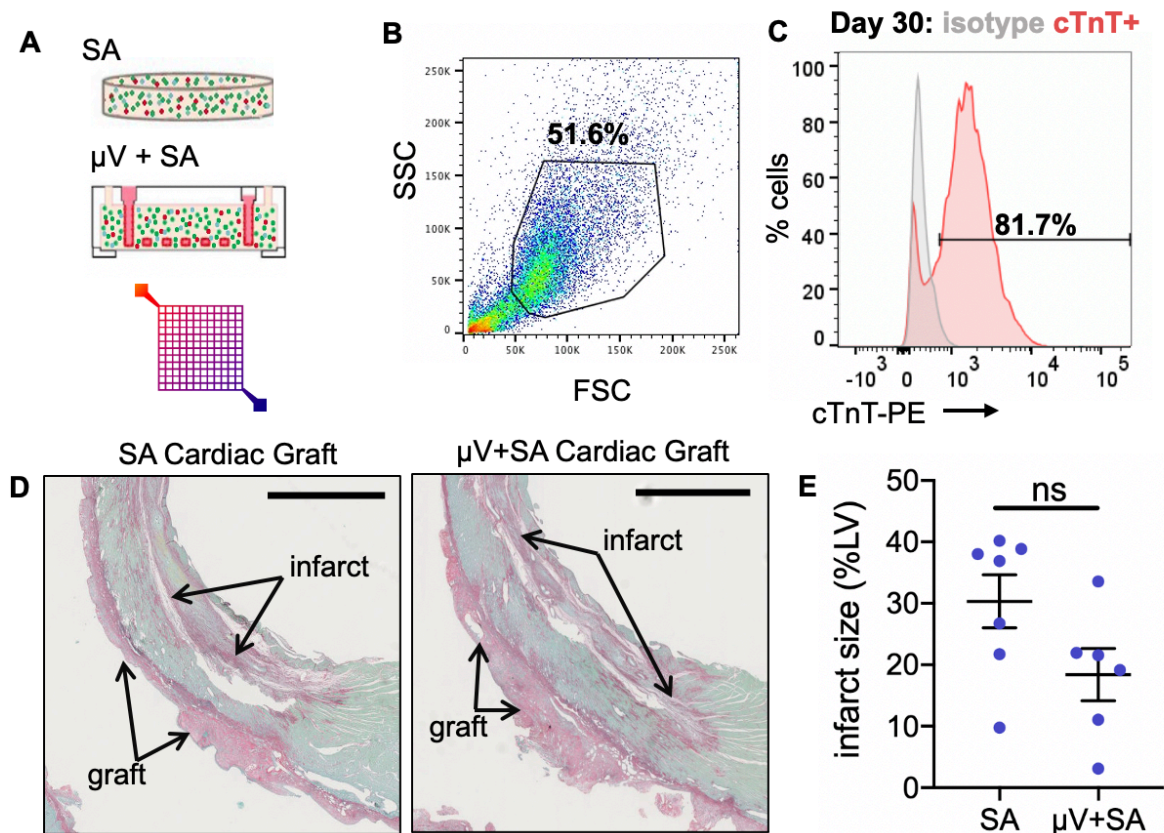 A
SA
µV + SA
B
250K
200K
150K
100K
50K
0
0 50K 100K 150K 200K 250K
SSC
FSC
51.6%
C
Day 30: isotype cTnT+
100
80
60
40
20
0
% cells
81.7%
-10³ 0 10³ 10⁴ 10⁵
cTnT-PE
D
SA Cardiac Graft
infarct
graft
µV+SA Cardiac Graft
infarct
graft
E
ns
50
40
30
20
10
0
infarct size (%LV)
SA µV+SA